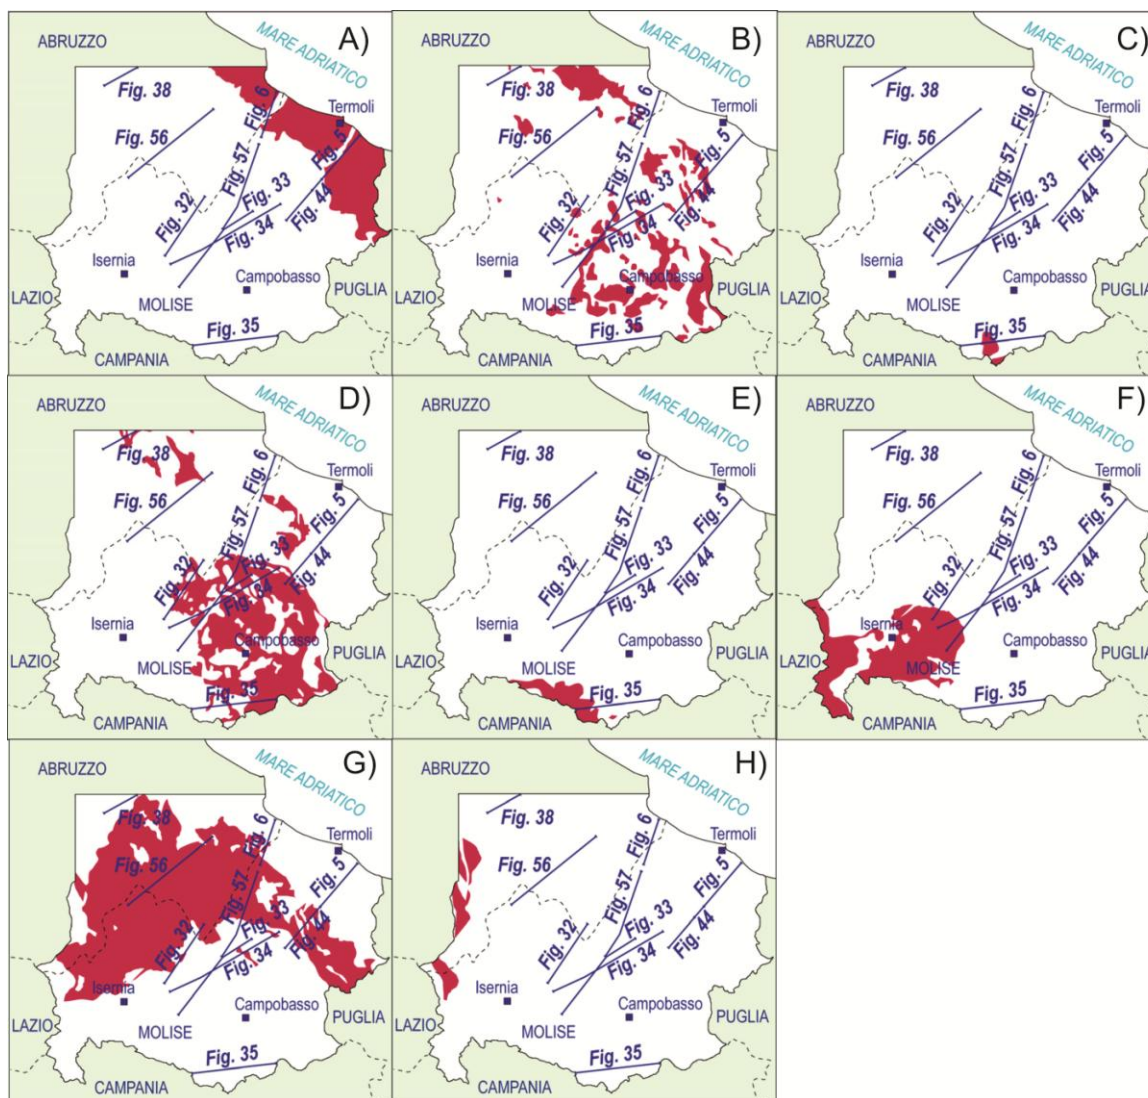 A)
ABRUZZO
MARE ADRIATICO
Fig. 38
Fig. 6
Termoli
Fig. 56
Fig. 5
Fig. 57
Fig. 33
Fig. 44
Fig. 32
Fig. 34
Isernia
Campobasso
LAZIO
MOLISE
PUGLIA
Fig. 35
CAMPANIA
B)
ABRUZZO
MARE ADRIATICO
Fig. 38
Fig. 6
Termoli
Fig. 56
Fig. 5
Fig. 57
Fig. 33
Fig. 44
Fig. 32
Fig. 34
Isernia
Campobasso
LAZIO
MOLISE
PUGLIA
Fig. 35
CAMPANIA
C)
ABRUZZO
MARE ADRIATICO
Fig. 38
Fig. 6
Termoli
Fig. 56
Fig. 5
Fig. 57
Fig. 33
Fig. 44
Fig. 32
Fig. 34
Isernia
Campobasso
LAZIO
MOLISE
PUGLIA
Fig. 35
CAMPANIA
D)
ABRUZZO
MARE ADRIATICO
Fig. 38
Fig. 6
Termoli
Fig. 56
Fig. 5
Fig. 57
Fig. 33
Fig. 44
Fig. 32
Fig. 34
Isernia
Campobasso
LAZIO
MOLISE
PUGLIA
Fig. 35
CAMPANIA
E)
ABRUZZO
MARE ADRIATICO
Fig. 38
Fig. 6
Termoli
Fig. 56
Fig. 5
Fig. 57
Fig. 33
Fig. 44
Fig. 32
Fig. 34
Isernia
Campobasso
LAZIO
MOLISE
PUGLIA
Fig. 35
CAMPANIA
F)
ABRUZZO
MARE ADRIATICO
Fig. 38
Fig. 6
Termoli
Fig. 56
Fig. 5
Fig. 57
Fig. 33
Fig. 44
Fig. 32
Fig. 34
Isernia
Campobasso
LAZIO
MOLISE
PUGLIA
Fig. 35
CAMPANIA
G)
ABRUZZO
MARE ADRIATICO
Fig. 38
Fig. 6
Termoli
Fig. 56
Fig. 5
Fig. 57
Fig. 33
Fig. 44
Fig. 32
Fig. 34
Isernia
Campobasso
LAZIO
MOLISE
PUGLIA
Fig. 35
CAMPANIA
H)
ABRUZZO
MARE ADRIATICO
Fig. 38
Fig. 6
Termoli
Fig. 56
Fig. 5
Fig. 57
Fig. 33
Fig. 44
Fig. 32
Fig. 34
Isernia
Campobasso
LAZIO
MOLISE
PUGLIA
Fig. 35
CAMPANIA